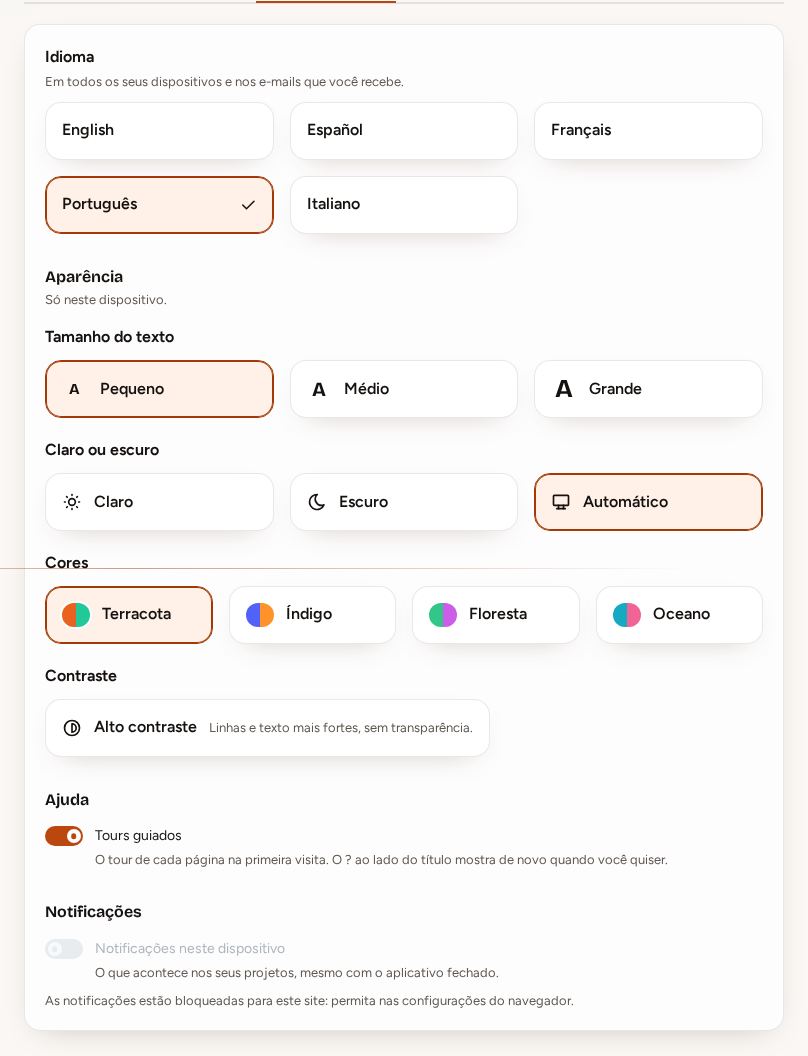 Idioma
Em todos os seus dispositivos e nos e-mails que você recebe.
English
Español
Français
Português
Italiano
Aparência
Só neste dispositivo.
Tamanho do texto
A Pequeno
A Médio
A Grande
Claro ou escuro
Claro
Escuro
Automático
Cores
Terracota
Índigo
Floresta
Oceano
Contraste
Alto contraste Linhas e texto mais fortes, sem transparência.
Ajuda
Tours guiados
O tour de cada página na primeira visita. O ? ao lado do título mostra de novo quando você quiser.
Notificações
Notificações neste dispositivo
O que acontece nos seus projetos, mesmo com o aplicativo fechado.
As notificações estão bloqueadas para este site: permita nas configurações do navegador.